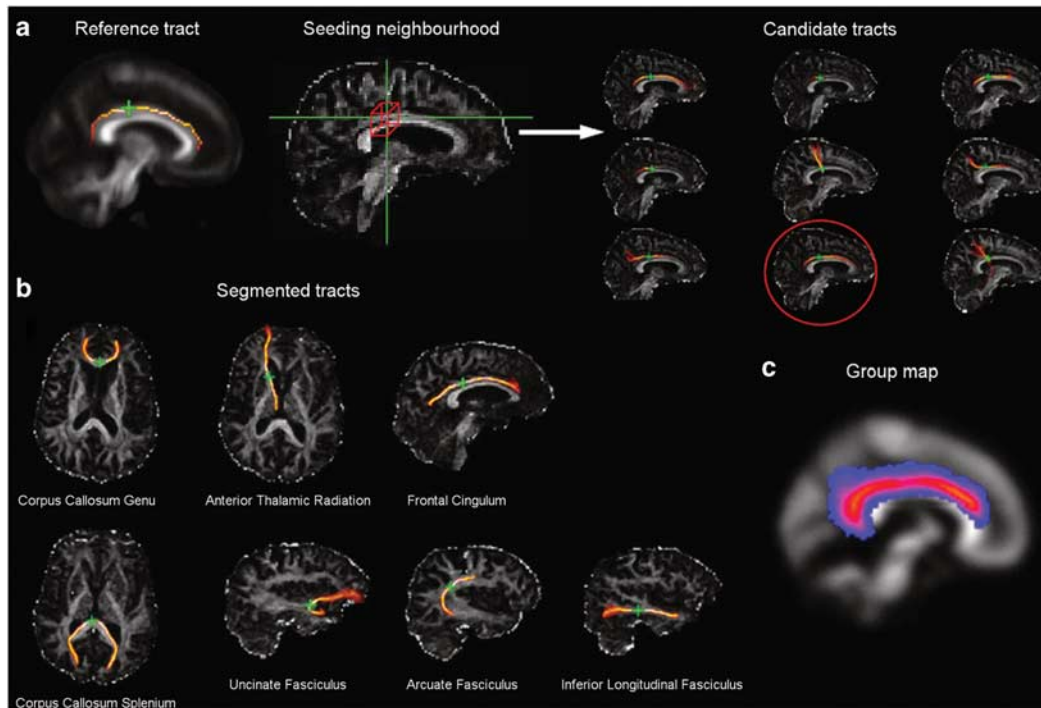 a
Reference tract
Seeding neighbourhood
Candidate tracts
b
Segmented tracts
Corpus Callosum Genu
Anterior Thalamic Radiation
Frontal Cingulum
c
Group map
Corpus Callosum Splenium
Uncinate Fasciculus
Arcuate Fasciculus
Inferior Longitudinal Fasciculus